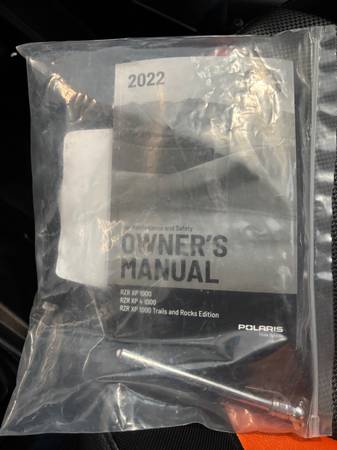 2022
Maintenance and Safety
OWNER'S
MANUAL
RZR XP 1000
RZR XP 4 1000
RZR XP 1000 Trails and Rocks Edition
POLARIS